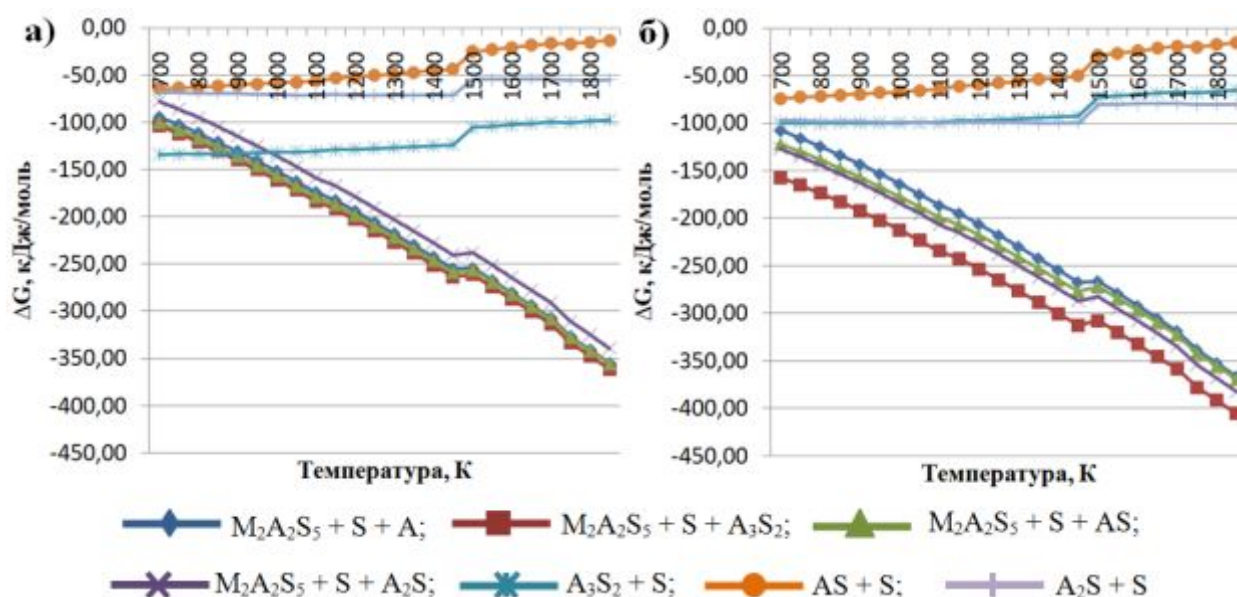 а)
0,00
-50,00
-100,00
-150,00
-200,00
-250,00
-300,00
-350,00
-400,00
-450,00
700 800 900 1000 1100 1200 1300 1400 1500 1600 1700 1800
ΔG, кДж/моль
Температура, К
б)
0,00
-50,00
-100,00
-150,00
-200,00
-250,00
-300,00
-350,00
-400,00
-450,00
700 800 900 1000 1100 1200 1300 1400 1500 1600 1700 1800
ΔG, кДж/моль
Температура, К
M₂A₂S₅ + S + A; M₂A₂S₅ + S + A₃S₂; M₂A₂S₅ + S + AS;
M₂A₂S₅ + S + A₂S; A₃S₂ + S; AS + S; A₂S + S